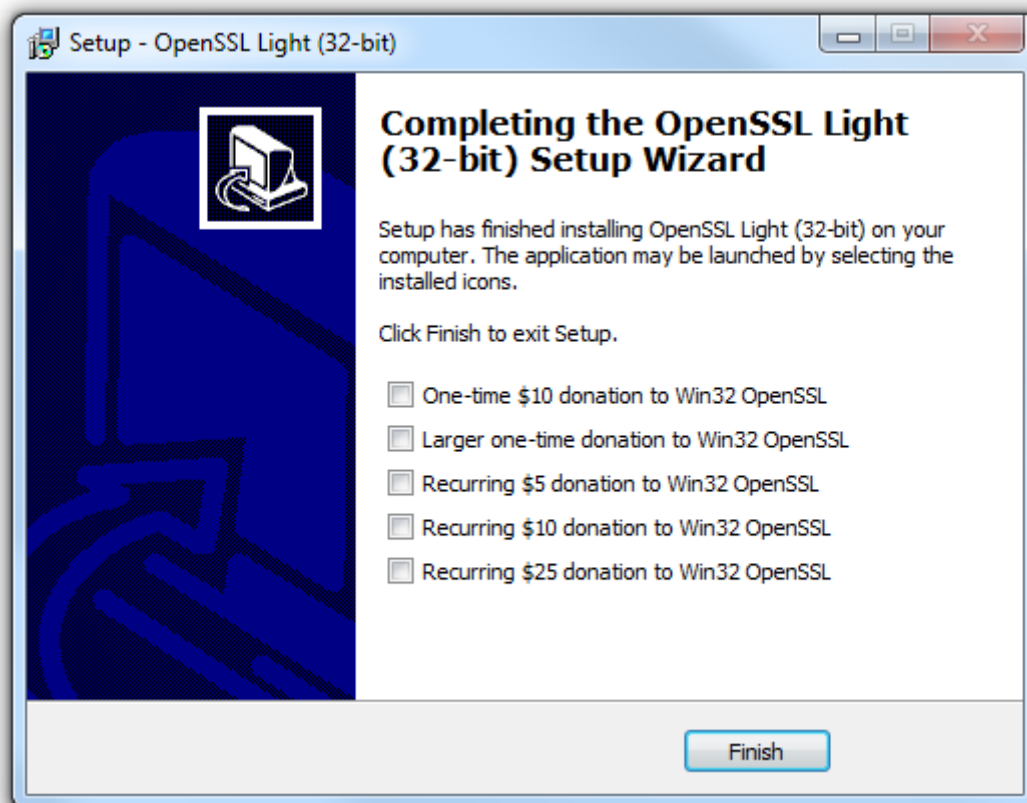 Setup - OpenSSL Light (32-bit)
Completing the OpenSSL Light
(32-bit) Setup Wizard
Setup has finished installing OpenSSL Light (32-bit) on your
computer. The application may be launched by selecting the
installed icons.
Click Finish to exit Setup.
One-time $10 donation to Win32 OpenSSL
Larger one-time donation to Win32 OpenSSL
Recurring $5 donation to Win32 OpenSSL
Recurring $10 donation to Win32 OpenSSL
Recurring $25 donation to Win32 OpenSSL
Finish